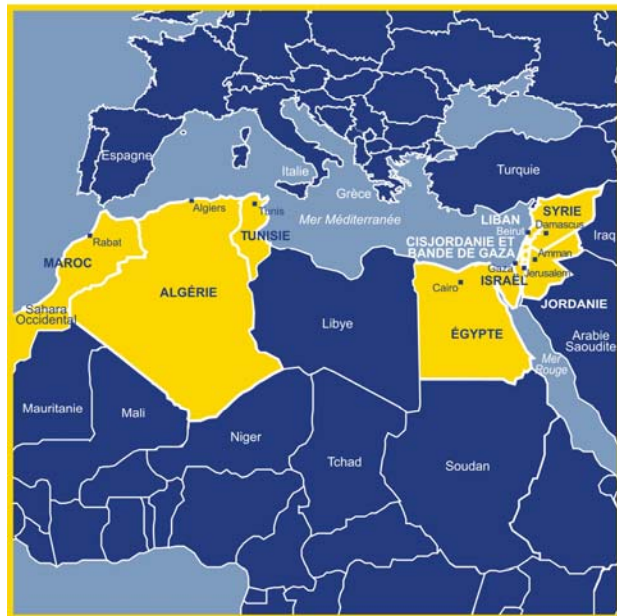 Espagne
Italie
Grèce
Turquie
Mer Méditerranée
Algiers
Tunis
TUNISIE
Rabat
MAROC
ALGÉRIE
Sahara
Occidental
LIBAN
Beirut
SYRIE
Damascus
CISJORDANIE ET
BANDE DE GAZA
Gaza
Amman
Iraq
Jerusalem
ISRAËL
Cairo
JORDANIE
Libye
ÉGYPTE
Arabie
Saoudite
Mer
Rouge
Mauritanie
Mali
Niger
Tchad
Soudan